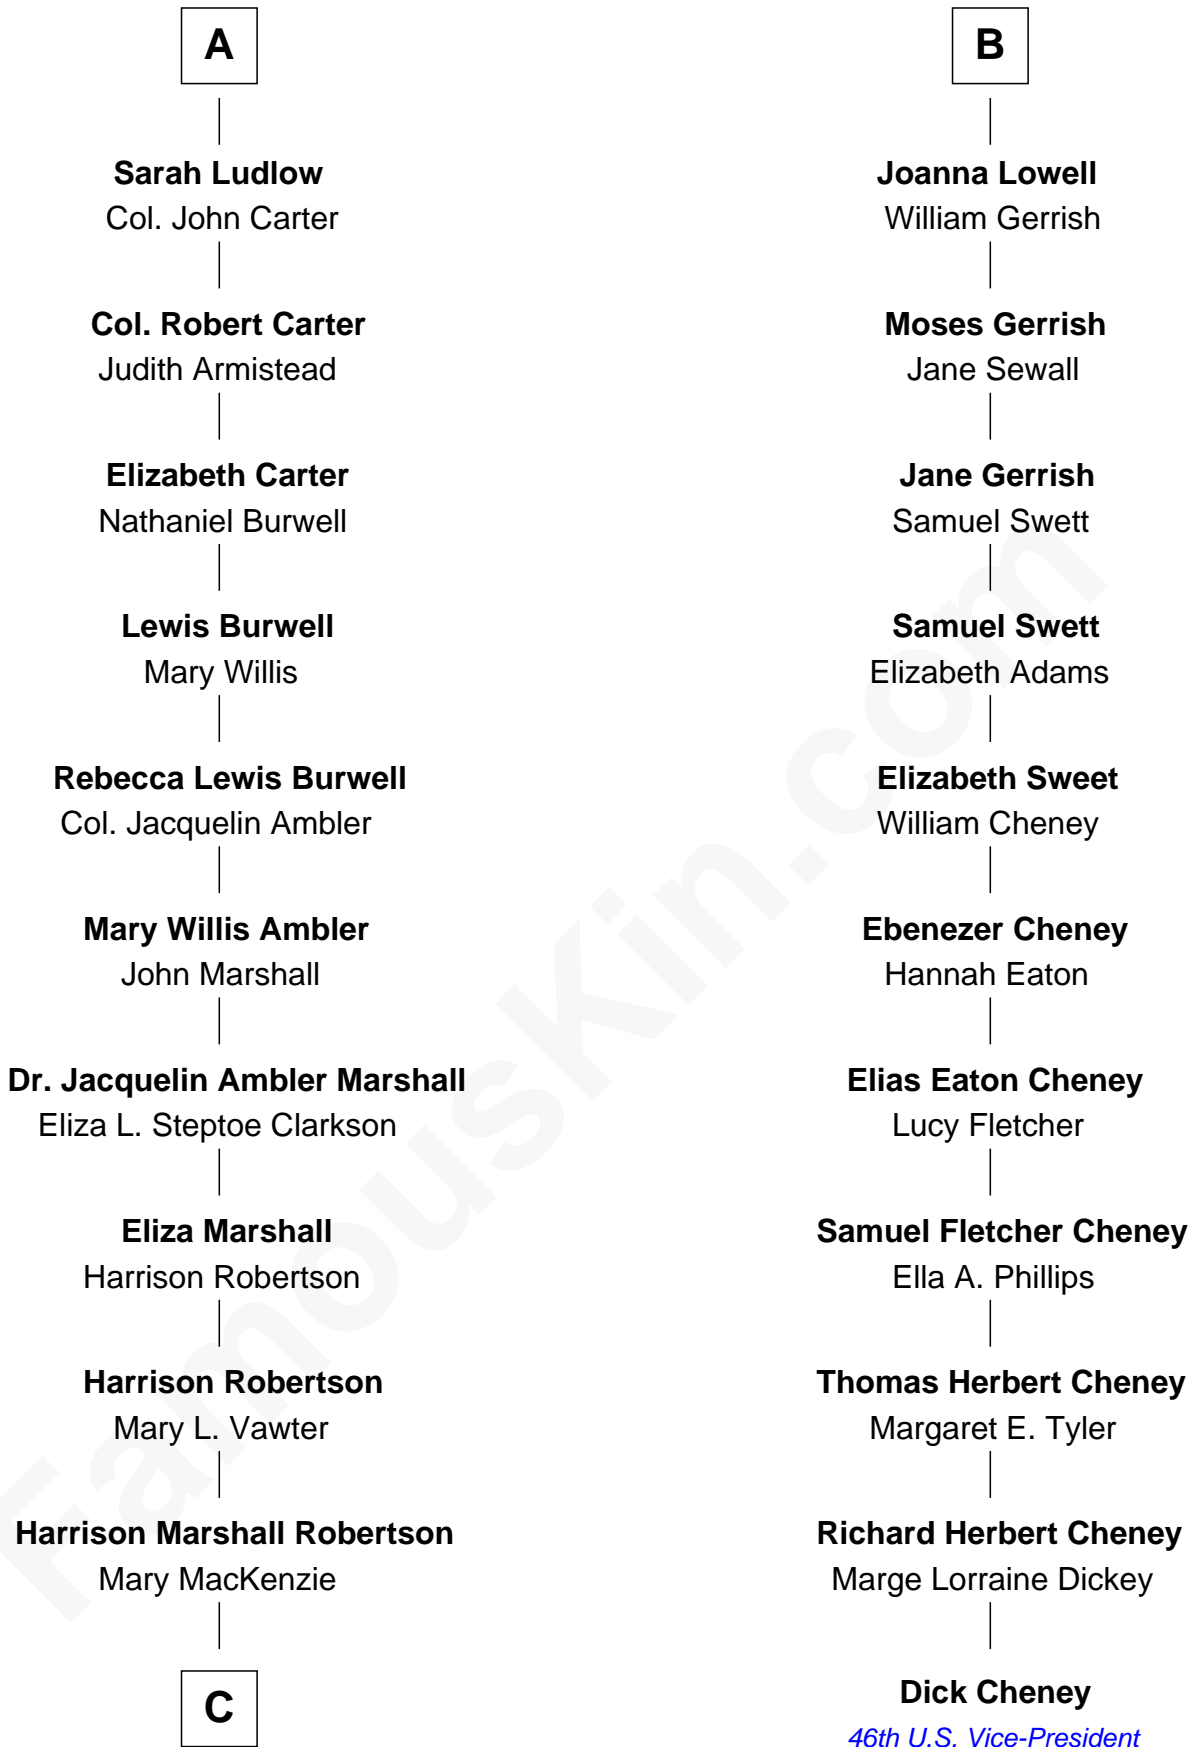 A
Sarah Ludlow
Col. John Carter
Col. Robert Carter
Judith Armistead
Elizabeth Carter
Nathaniel Burwell
Lewis Burwell
Mary Willis
Rebecca Lewis Burwell
Col. Jacquelin Ambler
Mary Willis Ambler
John Marshall
Dr. Jacquelin Ambler Marshall
Eliza L. Steptoe Clarkson
Eliza Marshall
Harrison Robertson
Harrison Robertson
Mary L. Vawter
Harrison Marshall Robertson
Mary MacKenzie
C
B
Joanna Lowell
William Gerrish
Moses Gerrish
Jane Sewall
Jane Gerrish
Samuel Swett
Samuel Swett
Elizabeth Adams
Elizabeth Sweet
William Cheney
Ebenezer Cheney
Hannah Eaton
Elias Eaton Cheney
Lucy Fletcher
Samuel Fletcher Cheney
Ella A. Phillips
Thomas Herbert Cheney
Margaret E. Tyler
Richard Herbert Cheney
Marge Lorraine Dickey
Dick Cheney
46th U.S. Vice-President
FamousKin.com